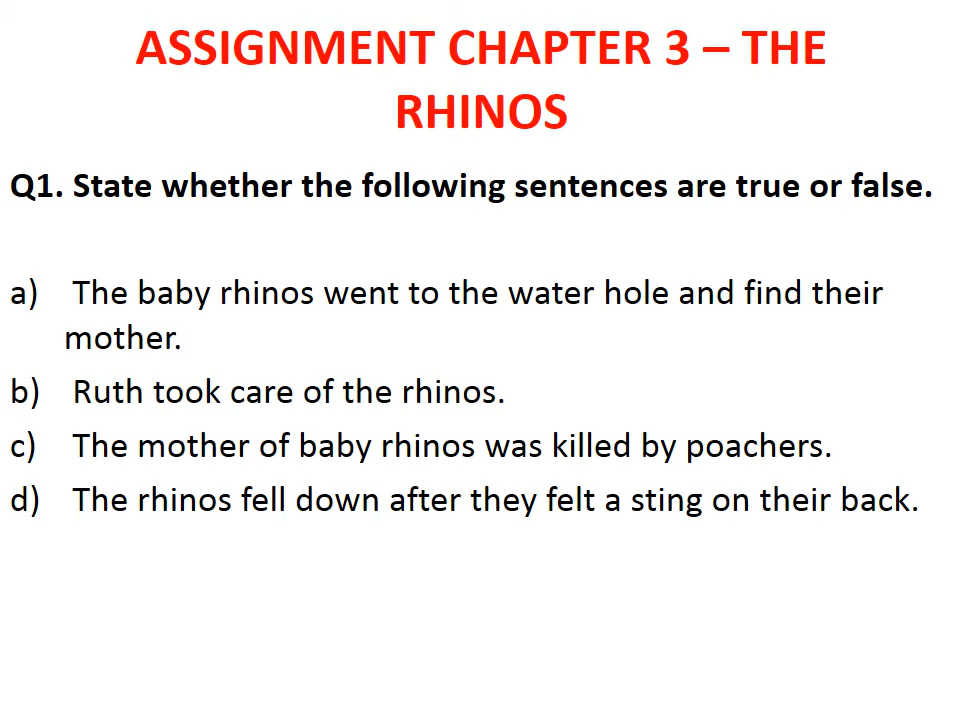 ASSIGNMENT CHAPTER 3 – THE
RHINOS
Q1. State whether the following sentences are true or false.
a) The baby rhinos went to the water hole and find their
mother.
b) Ruth took care of the rhinos.
c) The mother of baby rhinos was killed by poachers.
d) The rhinos fell down after they felt a sting on their back.